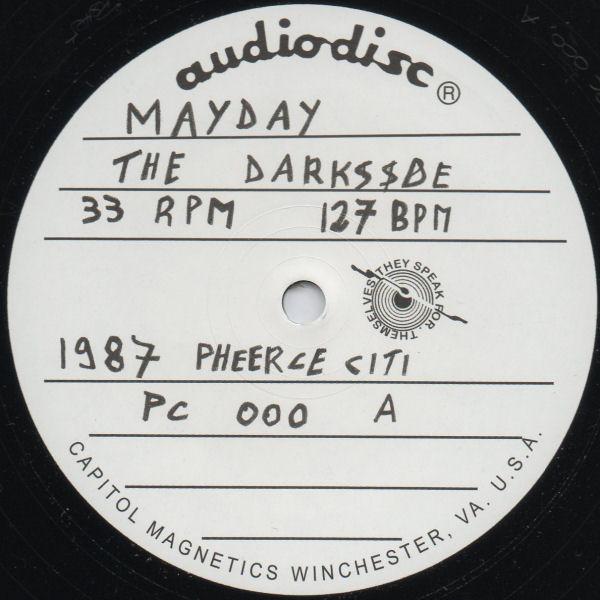 audiodisc ®
MAYDAY
THE DARKS$DE
33 RPM 127 BPM
THEY SPEAK FOR THEMSELVES
1987 PHEERCE CITI
PC 000 A
CAPITOL MAGNETICS WINCHESTER, VA. U.S.A.